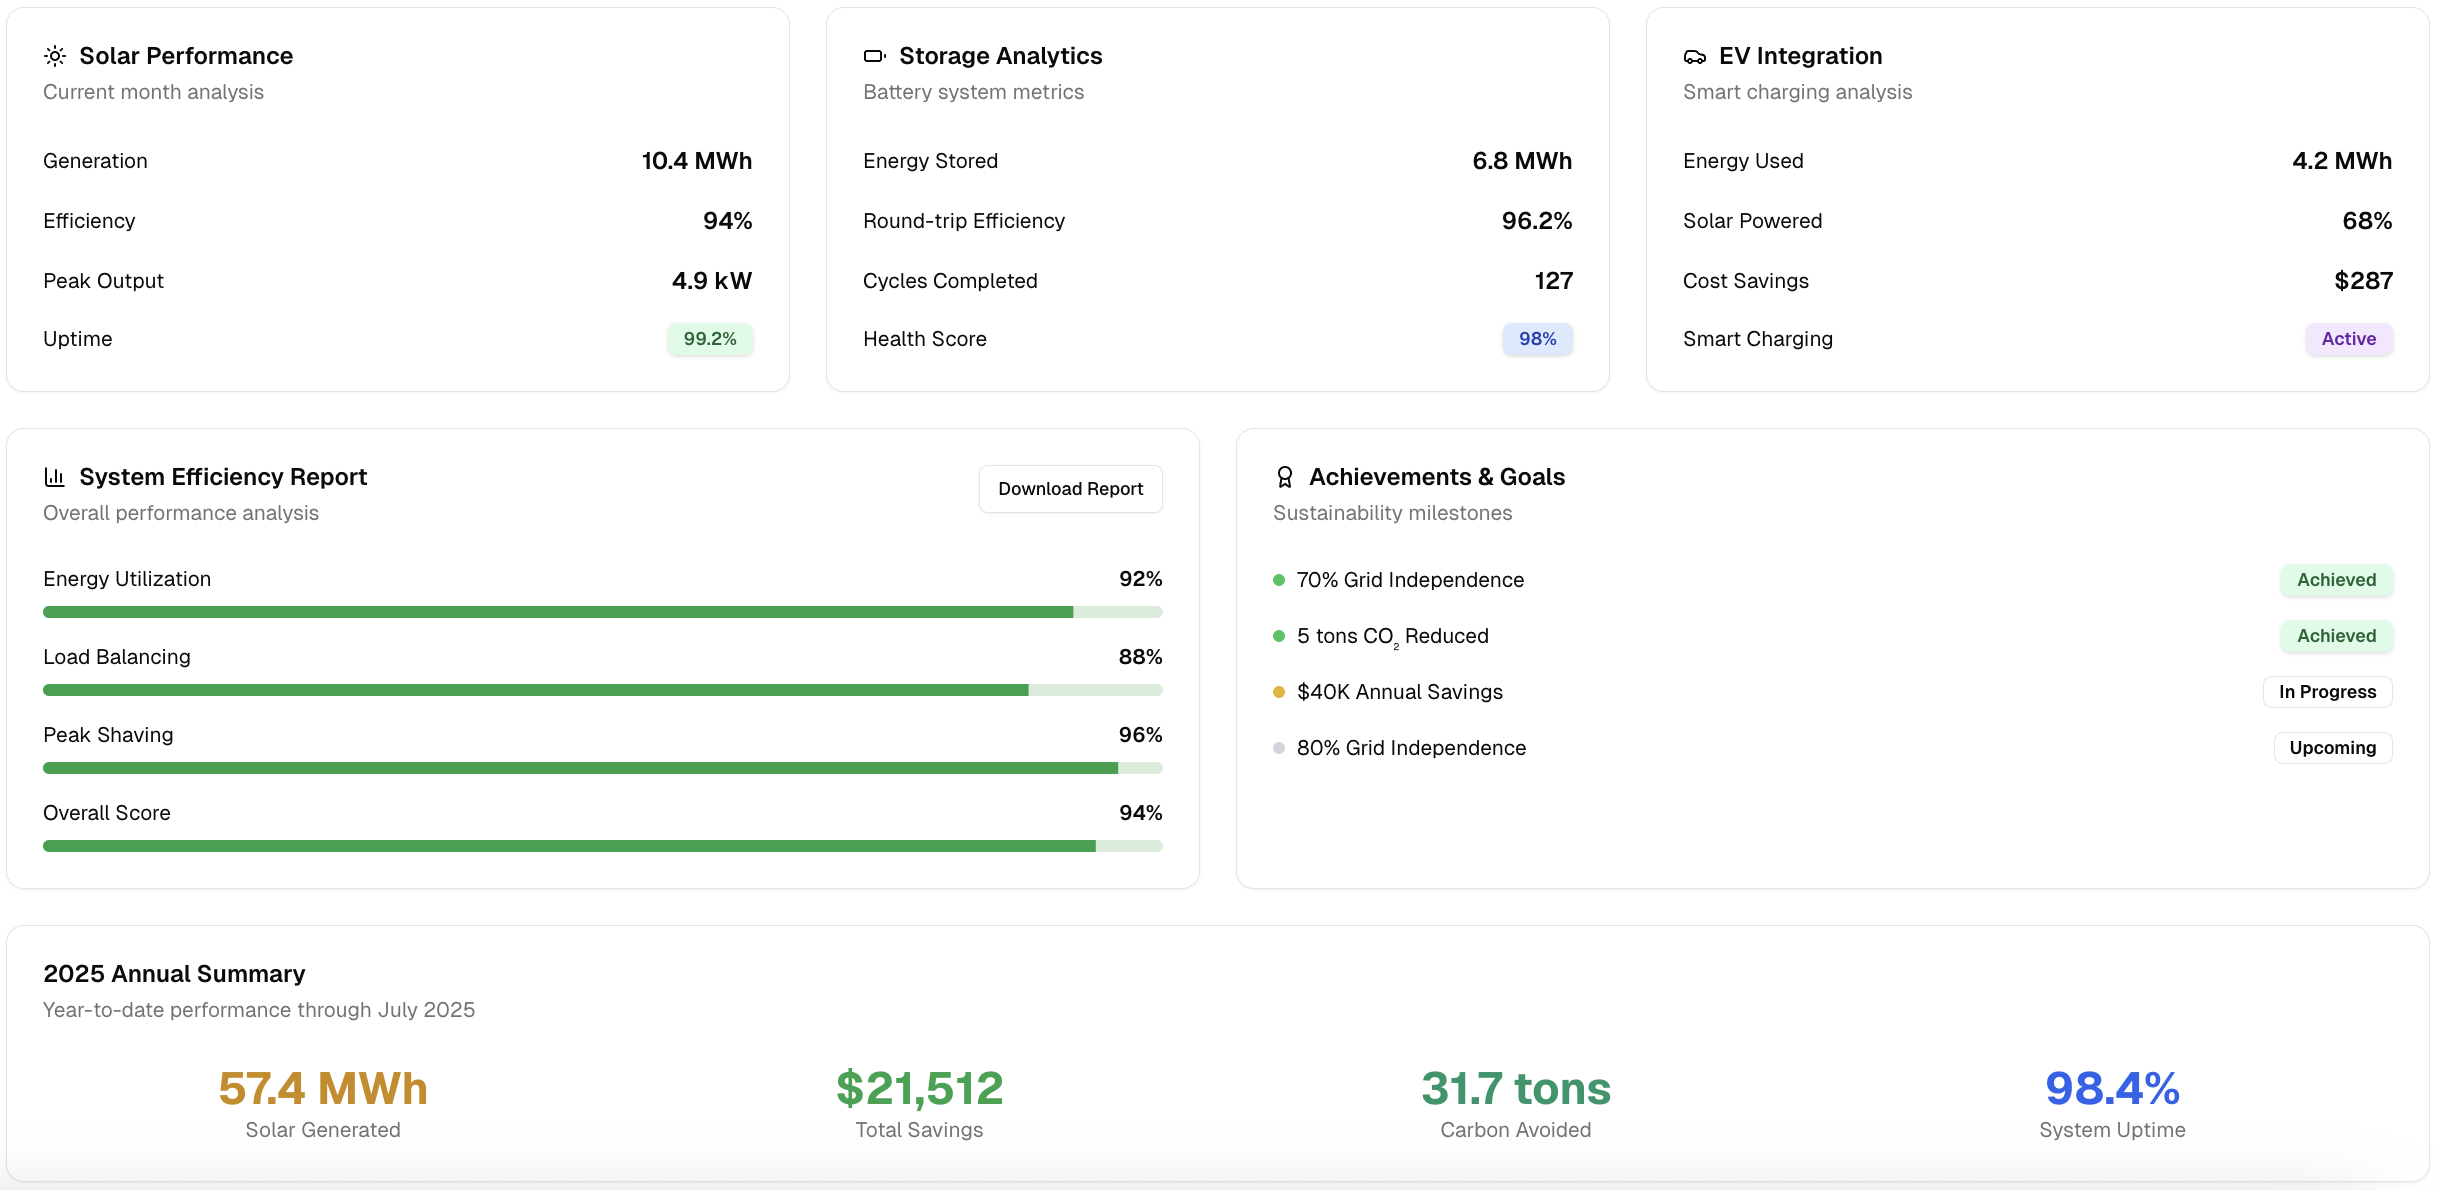 Solar Performance
Current month analysis
Generation 10.4 MWh
Efficiency 94%
Peak Output 4.9 kW
Uptime 99.2%
Storage Analytics
Battery system metrics
Energy Stored 6.8 MWh
Round-trip Efficiency 96.2%
Cycles Completed 127
Health Score 98%
EV Integration
Smart charging analysis
Energy Used 4.2 MWh
Solar Powered 68%
Cost Savings $287
Smart Charging Active
System Efficiency Report
Overall performance analysis
Download Report
Energy Utilization 92%
Load Balancing 88%
Peak Shaving 96%
Overall Score 94%
Achievements & Goals
Sustainability milestones
70% Grid Independence Achieved
5 tons CO₂ Reduced Achieved
$40K Annual Savings In Progress
80% Grid Independence Upcoming
2025 Annual Summary
Year-to-date performance through July 2025
57.4 MWh
Solar Generated
$21,512
Total Savings
31.7 tons
Carbon Avoided
98.4%
System Uptime